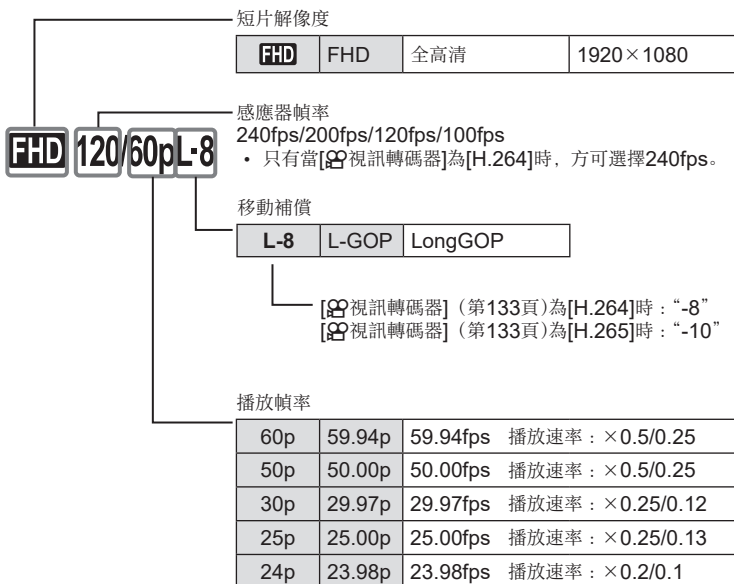 短片解像度
FHD FHD 全高清 1920×1080
感應器幀率
240fps/200fps/120fps/100fps
• 只有當[視訊轉碼器]為[H.264]時，方可選擇240fps。
FHD 120/60p L-8
移動補償
L-8 L-GOP LongGOP
[視訊轉碼器]（第133頁)為[H.264]時：“-8”
[視訊轉碼器]（第133頁)為[H.265]時：“-10”
播放幀率
60p 59.94p 59.94fps 播放速率：×0.5/0.25
50p 50.00p 50.00fps 播放速率：×0.5/0.25
30p 29.97p 29.97fps 播放速率：×0.25/0.12
25p 25.00p 25.00fps 播放速率：×0.25/0.13
24p 23.98p 23.98fps 播放速率：×0.2/0.1